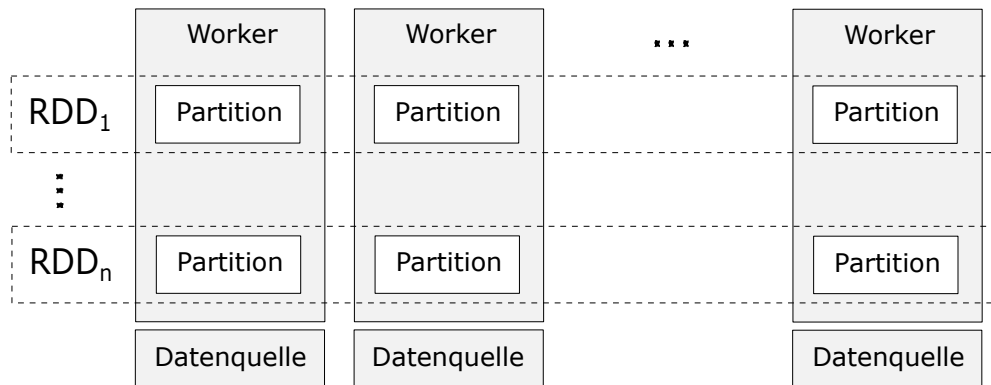 Worker Worker ... Worker
RDD1 Partition Partition Partition
RDDn Partition Partition Partition
Datenquelle Datenquelle Datenquelle